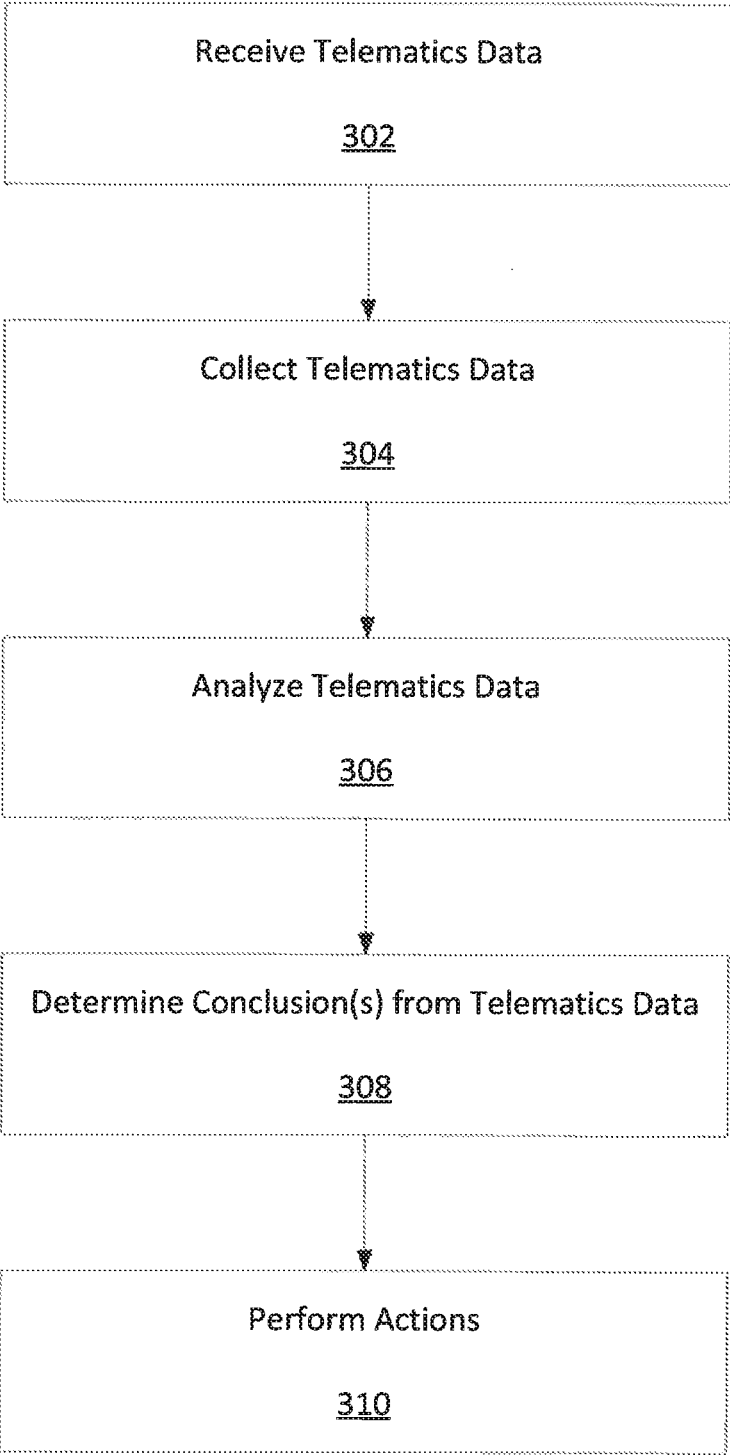 Receive Telematics Data
302
Collect Telematics Data
304
Analyze Telematics Data
306
Determine Conclusion(s) from Telematics Data
308
Perform Actions
310